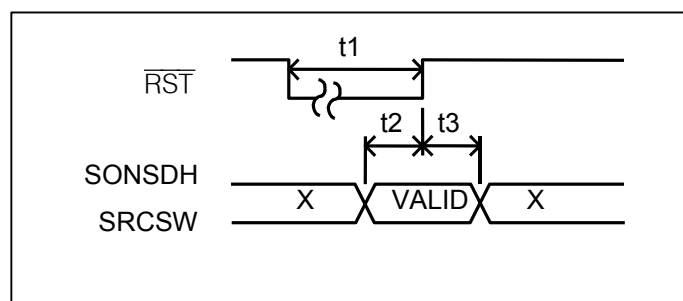 t1
RST
t2 t3
SONSDH
X VALID X
SRCSW